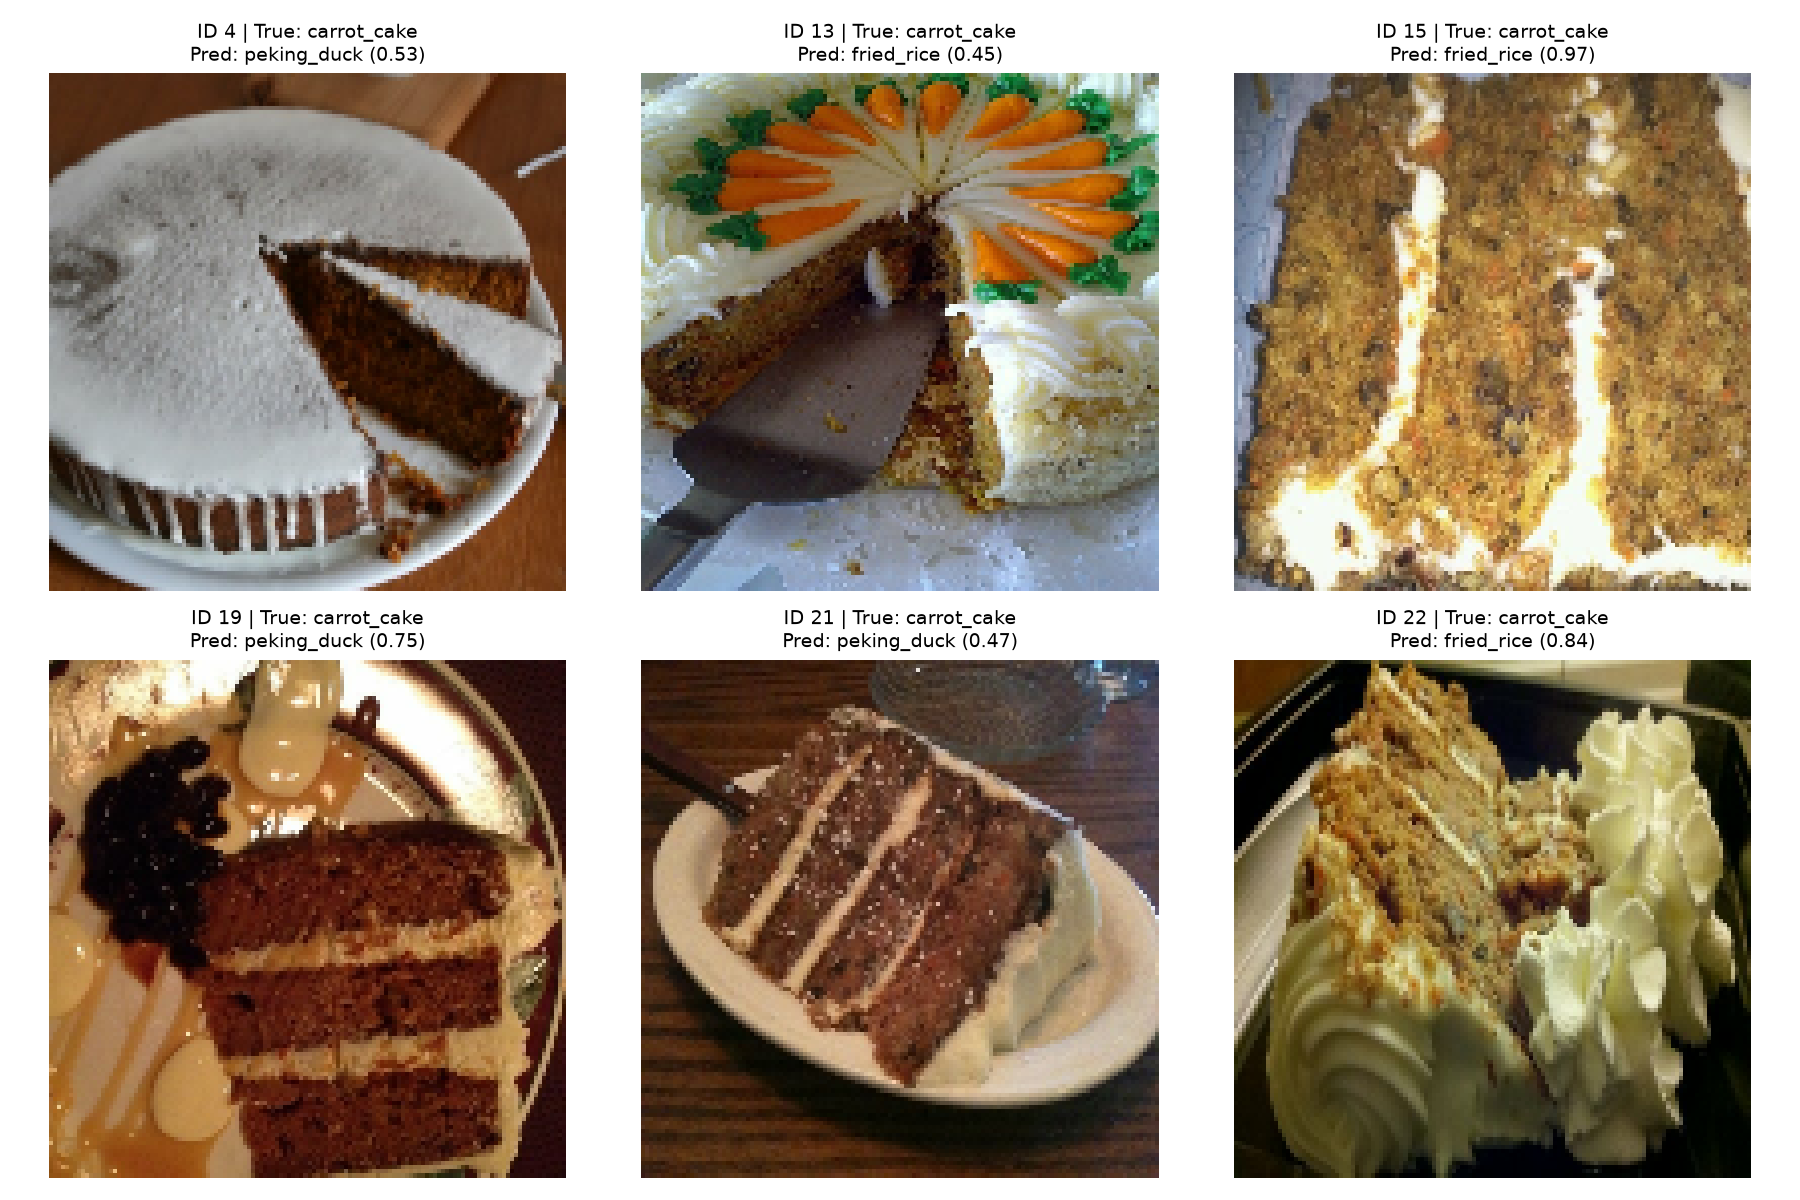 ID 4 | True: carrot_cake
Pred: peking_duck (0.53)
ID 13 | True: carrot_cake
Pred: fried_rice (0.45)
ID 15 | True: carrot_cake
Pred: fried_rice (0.97)
ID 19 | True: carrot_cake
Pred: peking_duck (0.75)
ID 21 | True: carrot_cake
Pred: peking_duck (0.47)
ID 22 | True: carrot_cake
Pred: fried_rice (0.84)